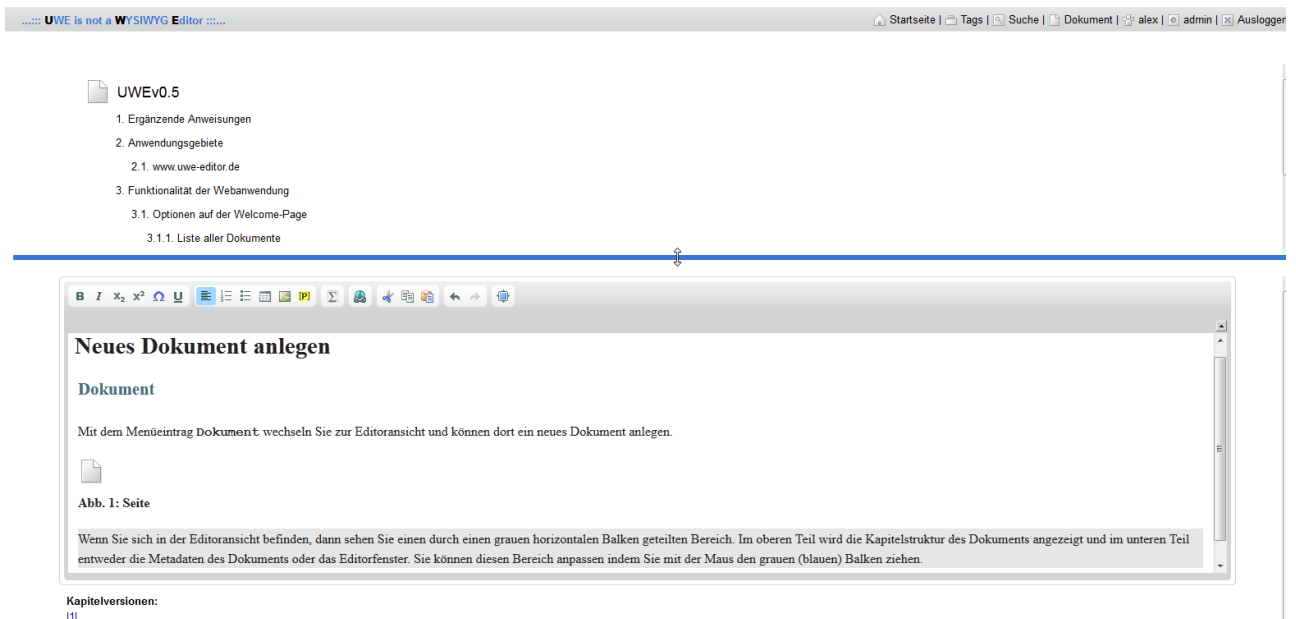 ...::: UWE is not a WYSIWYG Editor :::...
Startseite | Tags | Suche | Dokument | alex | admin | Ausloggen
UWEv0.5
1. Ergänzende Anweisungen
2. Anwendungsgebiete
2.1. www.uwe-editor.de
3. Funktionalität der Webanwendung
3.1. Optionen auf der Welcome-Page
3.1.1. Liste aller Dokumente
B I X₂ X² Ω U [P] Σ
Neues Dokument anlegen
Dokument
Mit dem Menüeintrag Dokument wechseln Sie zur Editoransicht und können dort ein neues Dokument anlegen.
Abb. 1: Seite
Wenn Sie sich in der Editoransicht befinden, dann sehen Sie einen durch einen grauen horizontalen Balken geteilten Bereich. Im oberen Teil wird die Kapitelstruktur des Dokuments angezeigt und im unteren Teil
entweder die Metadaten des Dokuments oder das Editorfenster. Sie können diesen Bereich anpassen indem Sie mit der Maus den grauen (blauen) Balken ziehen.
Kapitelversionen:
|1|